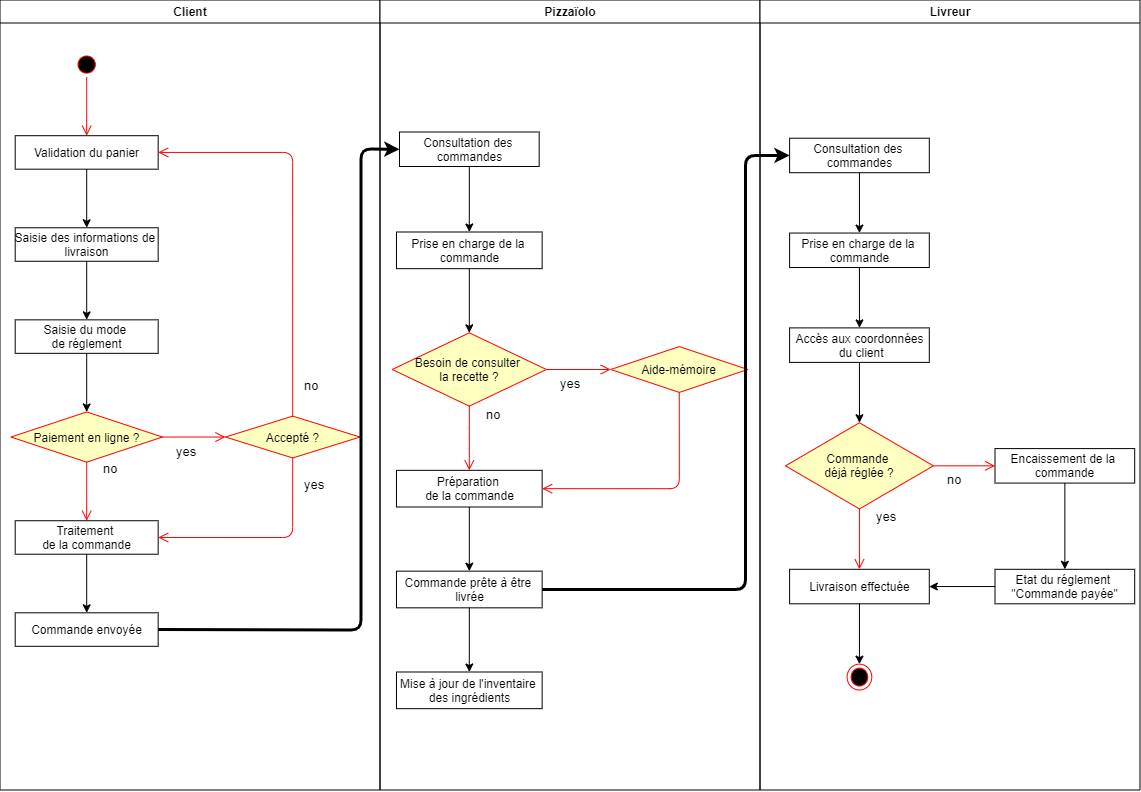 Client
Validation du panier
Saisie des informations de
livraison
Saisie du mode
de réglement
Paiement en ligne ?
yes
no
Accepté ?
no
yes
Traitement
de la commande
Commande envoyée
Pizzaïolo
Consultation des
commandes
Prise en charge de la
commande
Besoin de consulter
la recette ?
yes
no
Aide-mémoire
Préparation
de la commande
Commande prête à être
livrée
Mise à jour de l'inventaire
des ingrédients
Livreur
Consultation des
commandes
Prise en charge de la
commande
Accès aux coordonnées
du client
Commande
déjà réglée ?
no
yes
Encaissement de la
commande
Livraison effectuée
Etat du réglement
"Commande payée"